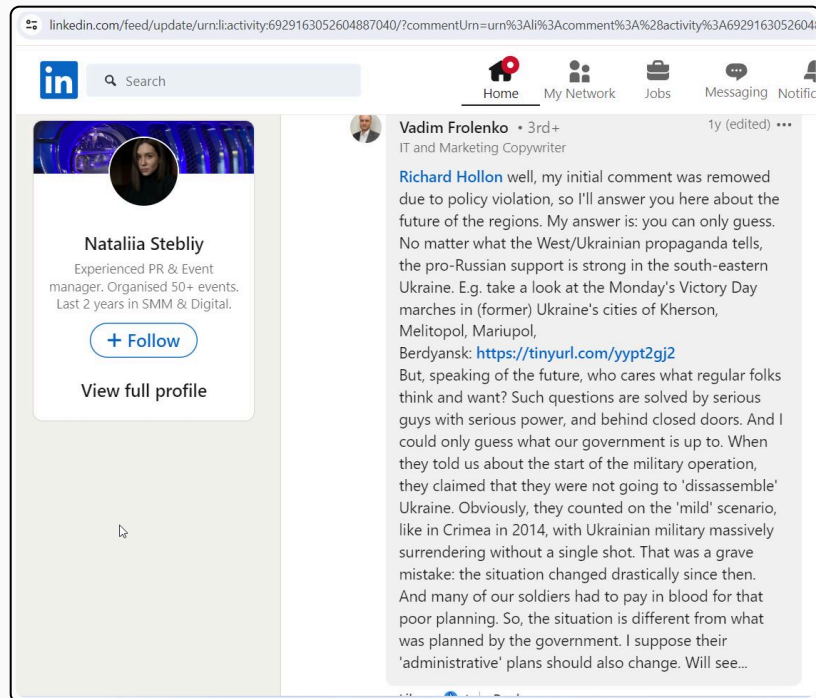 linkedin.com/feed/update/urn:li:activity:6929163052604887040/?commentUrn=urn%3Ali%3Acomment%3A%28activity%3A6929163052604
in
Search
Home
My Network
Jobs
Messaging
Notific
Nataliia Stebliy
Experienced PR & Event
manager. Organised 50+ events.
Last 2 years in SMM & Digital.
+ Follow
View full profile
Vadim Frolenko • 3rd+
1y (edited) •••
IT and Marketing Copywriter
Richard Hollon well, my initial comment was remowed
due to policy violation, so I'll answer you here about the
future of the regions. My answer is: you can only guess.
No matter what the West/Ukrainian propaganda tells,
the pro-Russian support is strong in the south-eastern
Ukraine. E.g. take a look at the Monday's Victory Day
marches in (former) Ukraine's cities of Kherson,
Melitopol, Mariupol,
Berdyansk: https://tinyurl.com/yypt2gj2
But, speaking of the future, who cares what regular folks
think and want? Such questions are solved by serious
guys with serious power, and behind closed doors. And I
could only guess what our government is up to. When
they told us about the start of the military operation,
they claimed that they were not going to 'dissassemble'
Ukraine. Obviously, they counted on the 'mild' scenario,
like in Crimea in 2014, with Ukrainian military massively
surrendering without a single shot. That was a grave
mistake: the situation changed drastically since then.
And many of our soldiers had to pay in blood for that
poor planning. So, the situation is different from what
was planned by the government. I suppose their
'administrative' plans should also change. Will see...